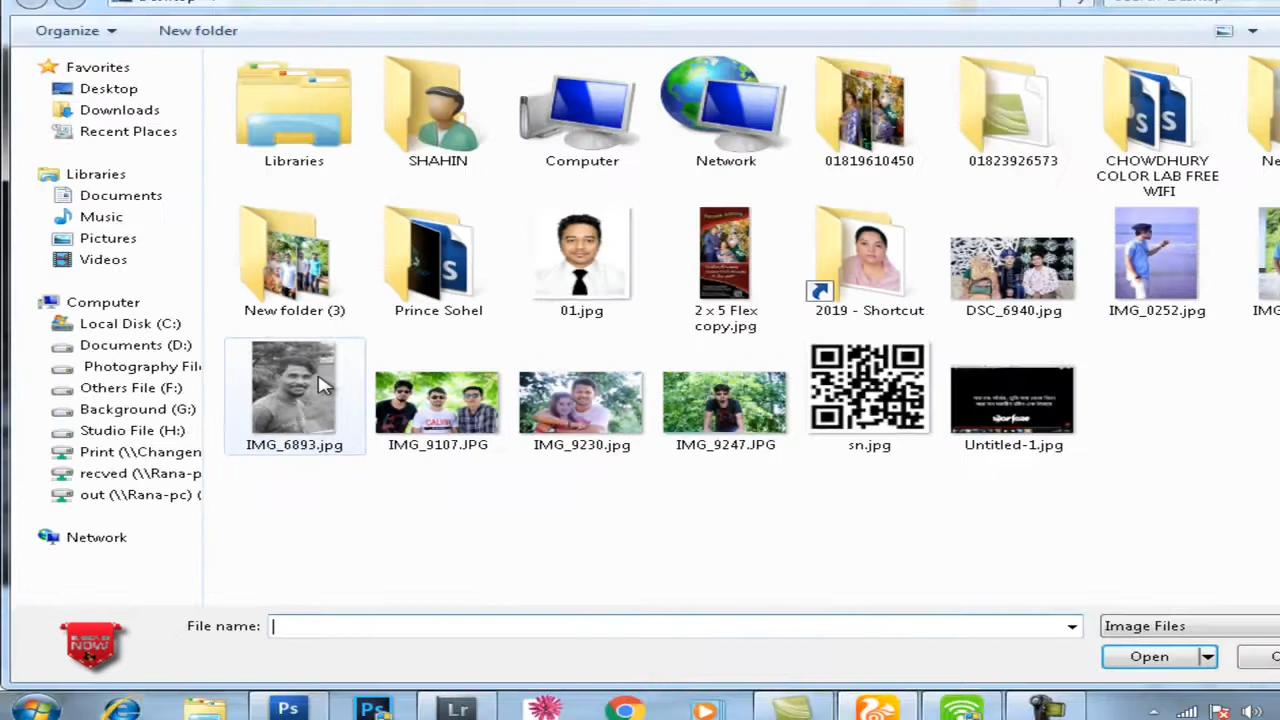 Organize
New folder
Favorites
Desktop
Downloads
Recent Places
Libraries
Documents
Music
Pictures
Videos
Computer
Local Disk (C:)
Documents (D:)
Photography Fil
Others File (F:)
Background (G:)
Studio File (H:)
Print (\\Changen
recved (\\Rana-p
out (\\Rana-pc) (
Network
Libraries
SHAHIN
Computer
Network
01819610450
01823926573
CHOWDHURY
COLOR LAB FREE
WIFI
Ne
New folder (3)
Prince Sohel
01.jpg
2 x 5 Flex
copy.jpg
2019 - Shortcut
DSC_6940.jpg
IMG_0252.jpg
IMG_6893.jpg
IMG_9107.JPG
IMG_9230.jpg
IMG_9247.JPG
sn.jpg
Untitled-1.jpg
NOW
File name:
Image Files
Open
Ps
Ps
Lr